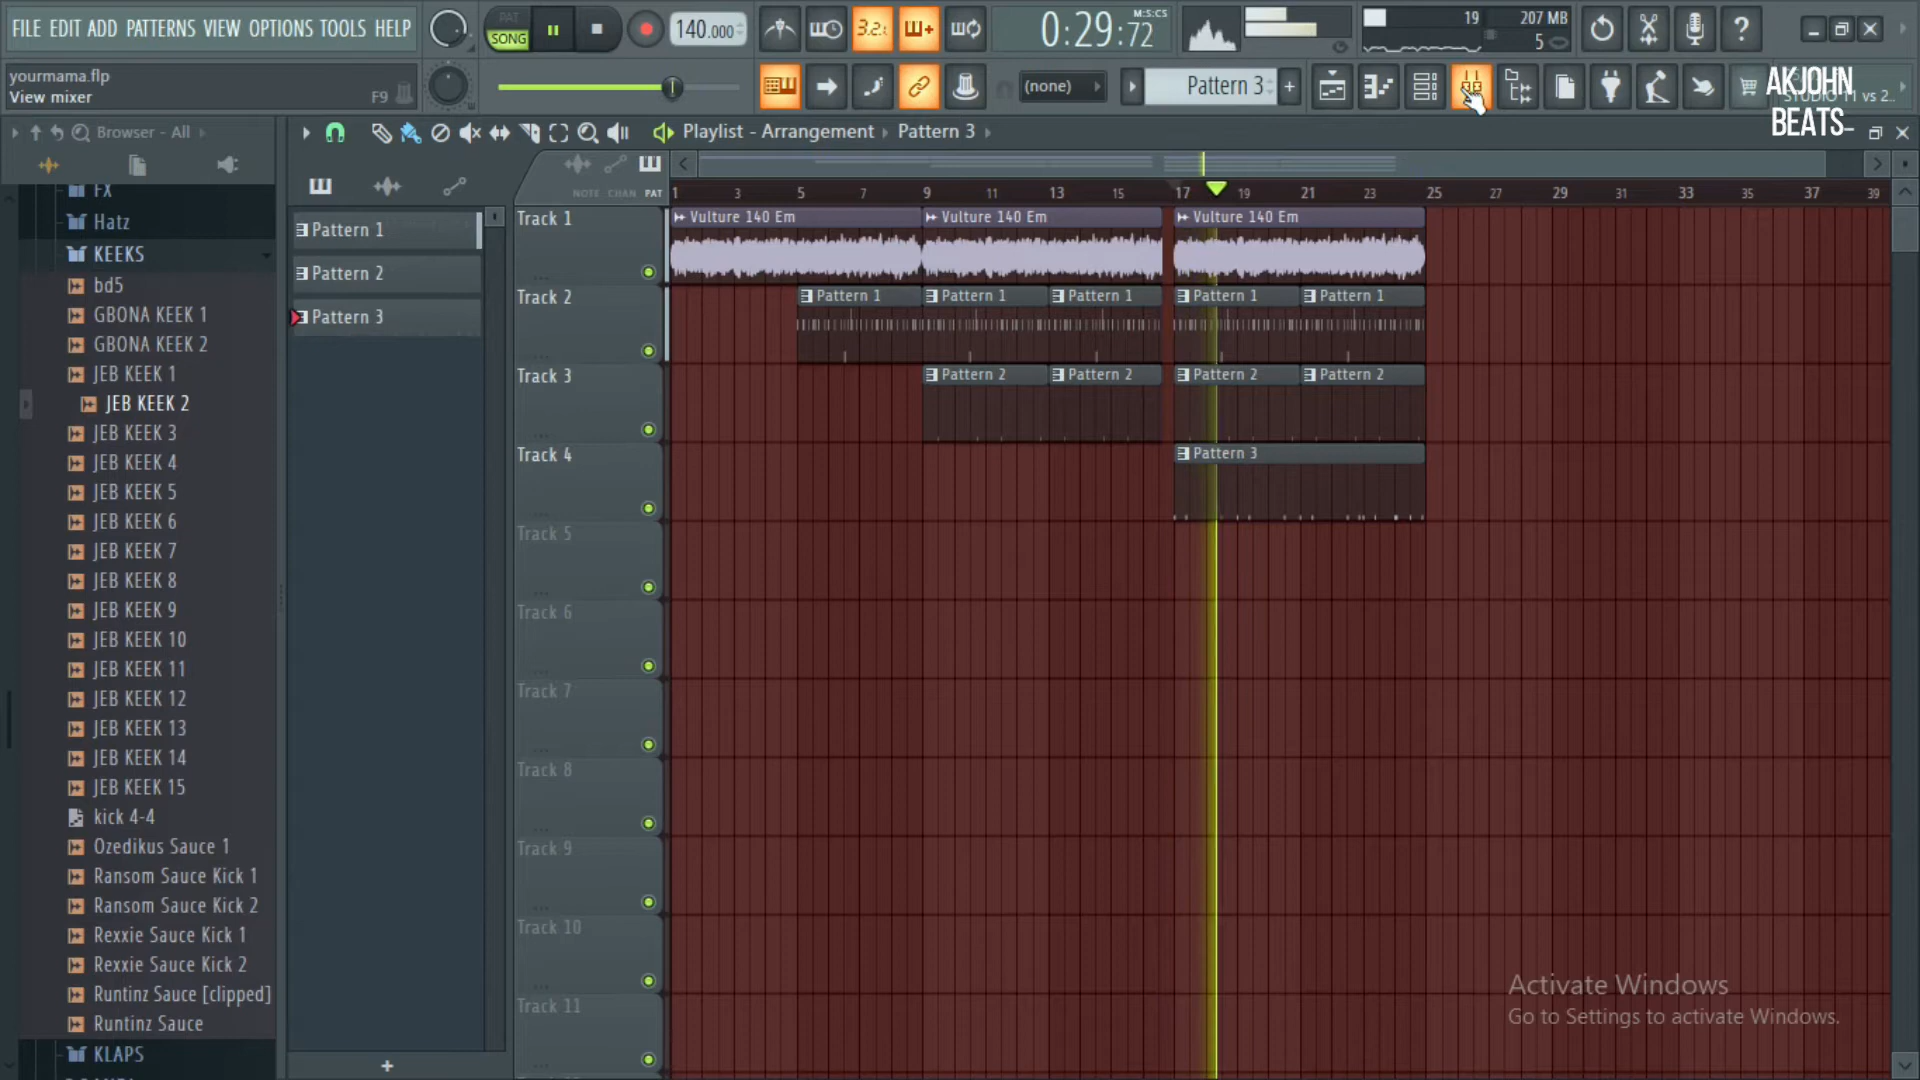 FILE EDIT ADD PATTERNS VIEW OPTIONS TOOLS HELP
PAT
SONG
140.000
3.2.
0:29:72
M:S:CS
19
207 MB
5
yourmama.flp
View mixer
F9
(none)
Pattern 3
AKJOHN
BEATS_
STUDIO 11 vs 2..
Browser - All
Playlist - Arrangement
Pattern 3
NOTE CHAN PAT
1 3 5 7 9 11 13 15 17 19 21 23 25 27 29 31 33 35 37 39
FX
Hatz
KEEKS
bd5
GBONA KEEK 1
GBONA KEEK 2
JEB KEEK 1
JEB KEEK 2
JEB KEEK 3
JEB KEEK 4
JEB KEEK 5
JEB KEEK 6
JEB KEEK 7
JEB KEEK 8
JEB KEEK 9
JEB KEEK 10
JEB KEEK 11
JEB KEEK 12
JEB KEEK 13
JEB KEEK 14
JEB KEEK 15
kick 4-4
Ozedikus Sauce 1
Ransom Sauce Kick 1
Ransom Sauce Kick 2
Rexxie Sauce Kick 1
Rexxie Sauce Kick 2
Runtinz Sauce [clipped]
Runtinz Sauce
KLAPS
Pattern 1
Pattern 2
Pattern 3
Track 1
Vulture 140 Em
Vulture 140 Em
Vulture 140 Em
Track 2
Pattern 1
Pattern 1
Pattern 1
Pattern 1
Pattern 1
Track 3
Pattern 2
Pattern 2
Pattern 2
Pattern 2
Track 4
Pattern 3
Track 5
Track 6
Track 7
Track 8
Track 9
Track 10
Track 11
Activate Windows
Go to Settings to activate Windows.